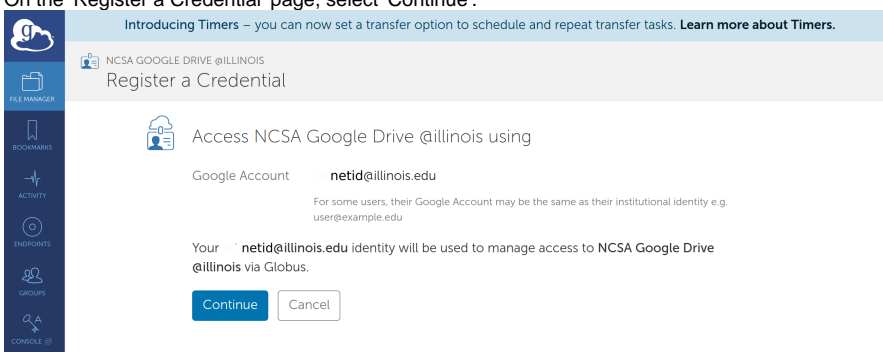 On the 'Register a Credential' page, select 'Continue'.
g
Introducing Timers – you can now set a transfer option to schedule and repeat transfer tasks. Learn more about Timers.
NCSA GOOGLE DRIVE @ILLINOIS
Register a Credential
FILE MANAGER
BOOKMARKS
ACTIVITY
ENDPOINTS
GROUPS
CONSOLE
Access NCSA Google Drive @illinois using
Google Account netid@illinois.edu
For some users, their Google Account may be the same as their institutional identity e.g.
user@example.edu
Your netid@illinois.edu identity will be used to manage access to NCSA Google Drive
@illinois via Globus.
Continue Cancel